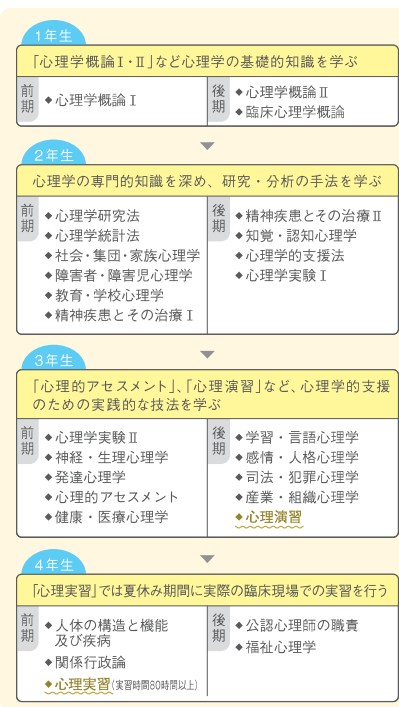 1年生
「心理学概論Ⅰ・Ⅱ」など心理学の基礎的知識を学ぶ
前期
◆心理学概論Ⅰ
後期
◆心理学概論Ⅱ
◆臨床心理学概論
2年生
心理学の専門的知識を深め、研究・分析の手法を学ぶ
前期
◆心理学研究法
◆心理学統計法
◆社会・集団・家族心理学
◆障害者・障害児心理学
◆教育・学校心理学
◆精神疾患とその治療Ⅰ
後期
◆精神疾患とその治療Ⅱ
◆知覚・認知心理学
◆心理学的支援法
◆心理学実験Ⅰ
3年生
「心理的アセスメント」、「心理演習」など、心理学的支援
のための実践的な技法を学ぶ
前期
◆心理学実験Ⅱ
◆神経・生理心理学
◆発達心理学
◆心理的アセスメント
◆健康・医療心理学
後期
◆学習・言語心理学
◆感情・人格心理学
◆司法・犯罪心理学
◆産業・組織心理学
◆心理演習
4年生
「心理実習」では夏休み期間に実際の臨床現場での実習を行う
前期
◆人体の構造と機能
及び疾病
◆関係行政論
◆心理実習(実習時間80時間以上)
後期
◆公認心理師の職責
◆福祉心理学